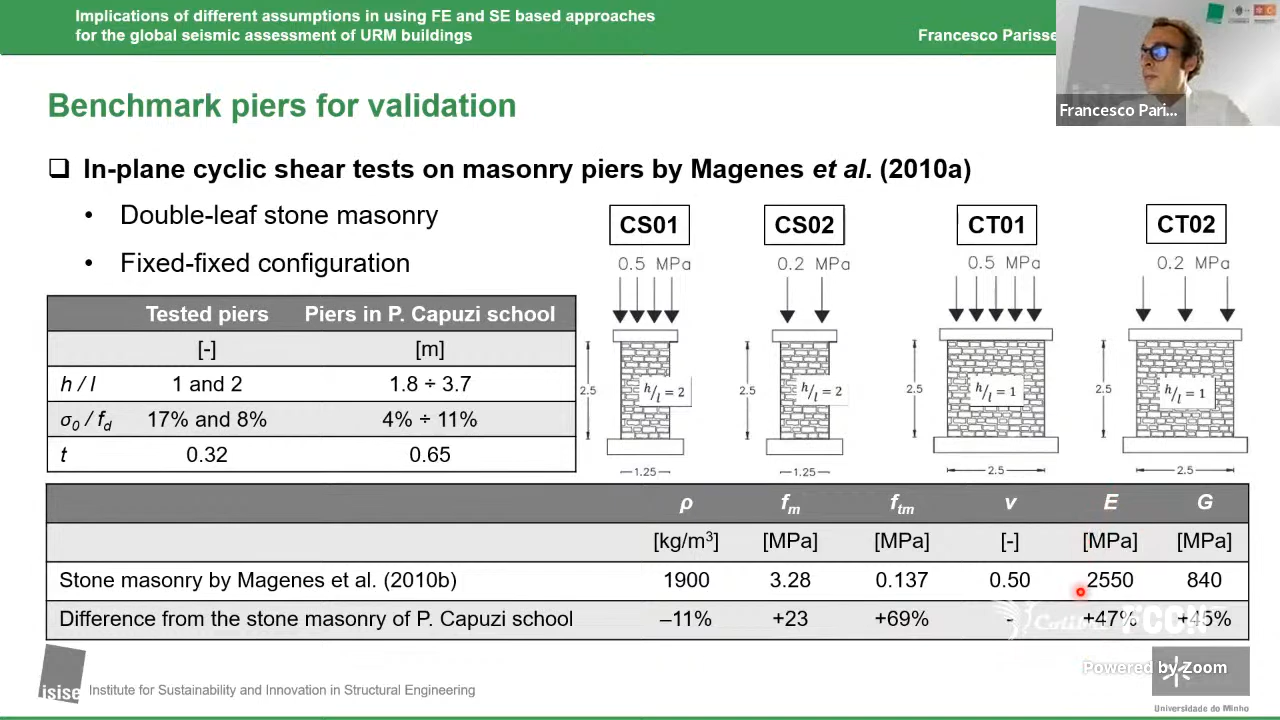 Implications of different assumptions in using FE and SE based approaches
for the global seismic assessment of URM buildings
Francesco Parisse
Francesco Pari...
Benchmark piers for validation
❑ In-plane cyclic shear tests on masonry piers by Magenes et al. (2010a)
• Double-leaf stone masonry
• Fixed-fixed configuration
CS01 CS02 CT01 CT02
0.5 MPa 0.2 MPa 0.5 MPa 0.2 MPa
2.5 h/l = 2 2.5 h/l = 2 2.5 h/l = 1 2.5 h/l = 1
1.25 1.25 2.5 2.5
Tested piers Piers in P. Capuzi school
[-] [m]
h / l 1 and 2 1.8 ÷ 3.7
σ0 / fd 17% and 8% 4% ÷ 11%
t 0.32 0.65
ρ fm ftm ν E G
[kg/m³] [MPa] [MPa] [-] [MPa] [MPa]
Stone masonry by Magenes et al. (2010b) 1900 3.28 0.137 0.50 2550 840
Difference from the stone masonry of P. Capuzi school –11% +23 +69% - +47% +45%
Colibri FCCN
Powered by Zoom
isise Institute for Sustainability and Innovation in Structural Engineering
Universidade do Minho